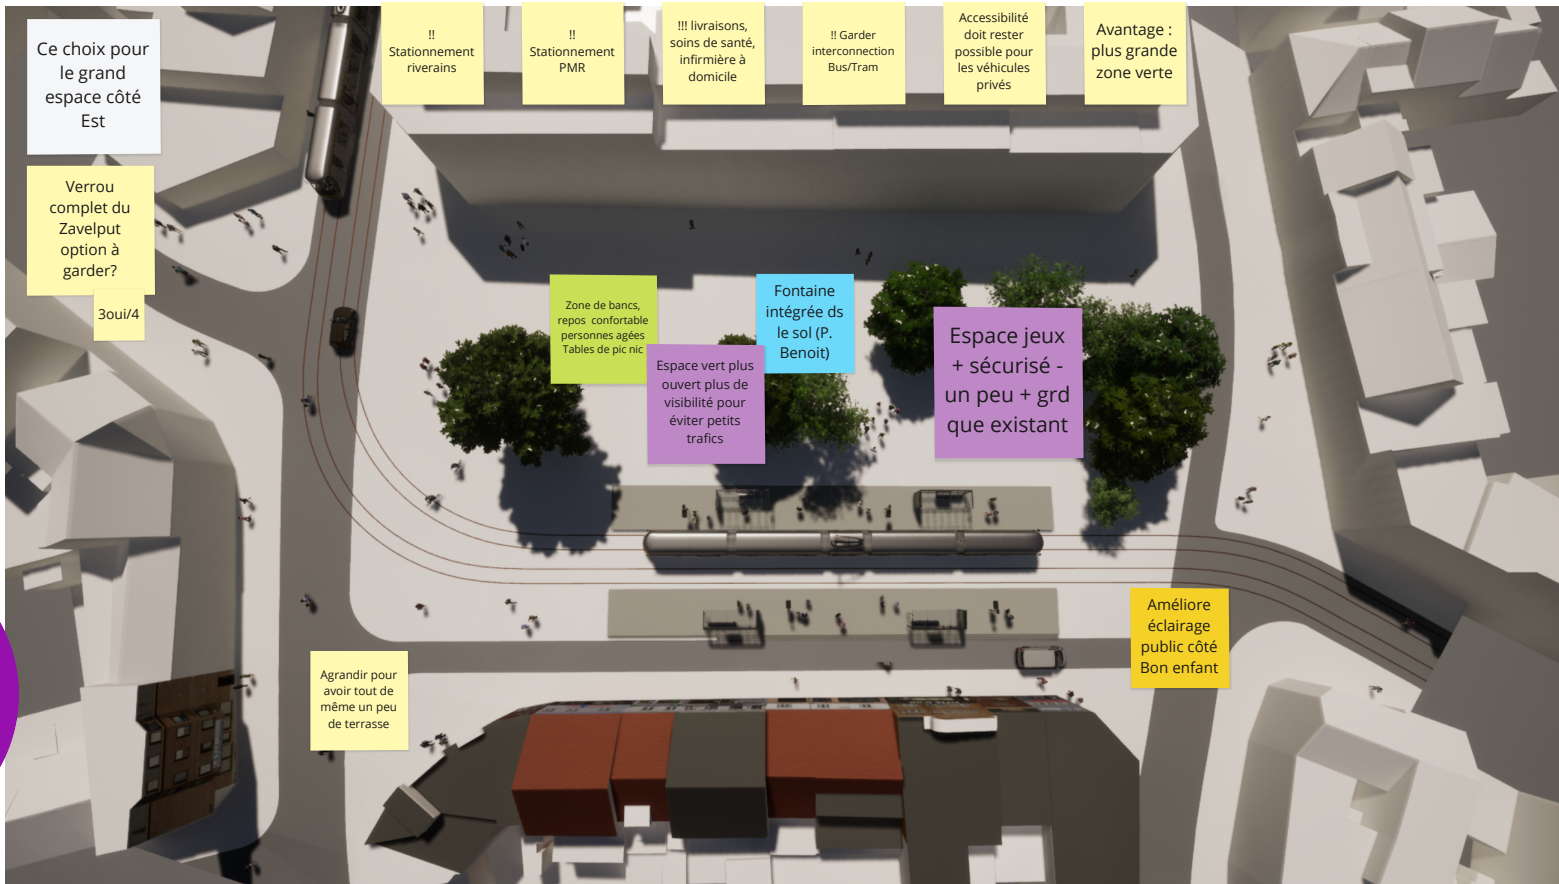 Ce choix pour
le grand
espace côté
Est
!!
Stationnement
riverains
!!
Stationnement
PMR
!!! livraisons,
soins de santé,
infirmière à
domicile
!! Garder
interconnection
Bus/Tram
Accessibilité
doit rester
possible pour
les véhicules
privés
Avantage :
plus grande
zone verte
Verrou
complet du
Zavelput
option à
garder?
3oui/4
Zone de bancs,
repos confortable
personnes agées
Tables de pic nic
Fontaine
intégrée ds
le sol (P.
Benoit)
Espace vert plus
ouvert plus de
visibilité pour
éviter petits
trafics
Espace jeux
+ sécurisé -
un peu + grd
que existant
Améliore
éclairage
public côté
Bon enfant
Agrandir pour
avoir tout de
même un peu
de terrasse